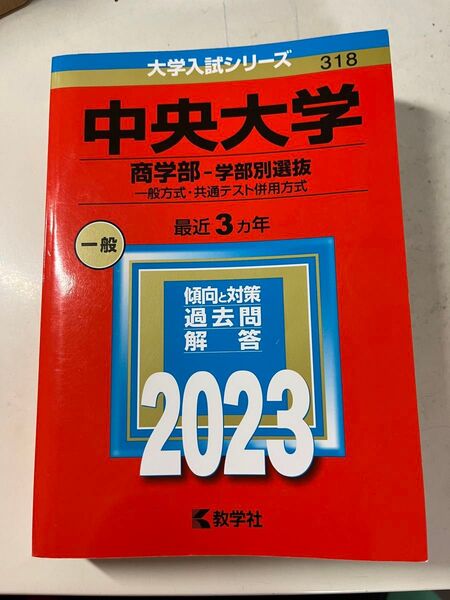 大学入試シリーズ
318
中央大学
商学部-学部別選抜
一般方式・共通テスト併用方式
最近3カ年
一般
傾向と対策
過去問
解答
2023
教学社